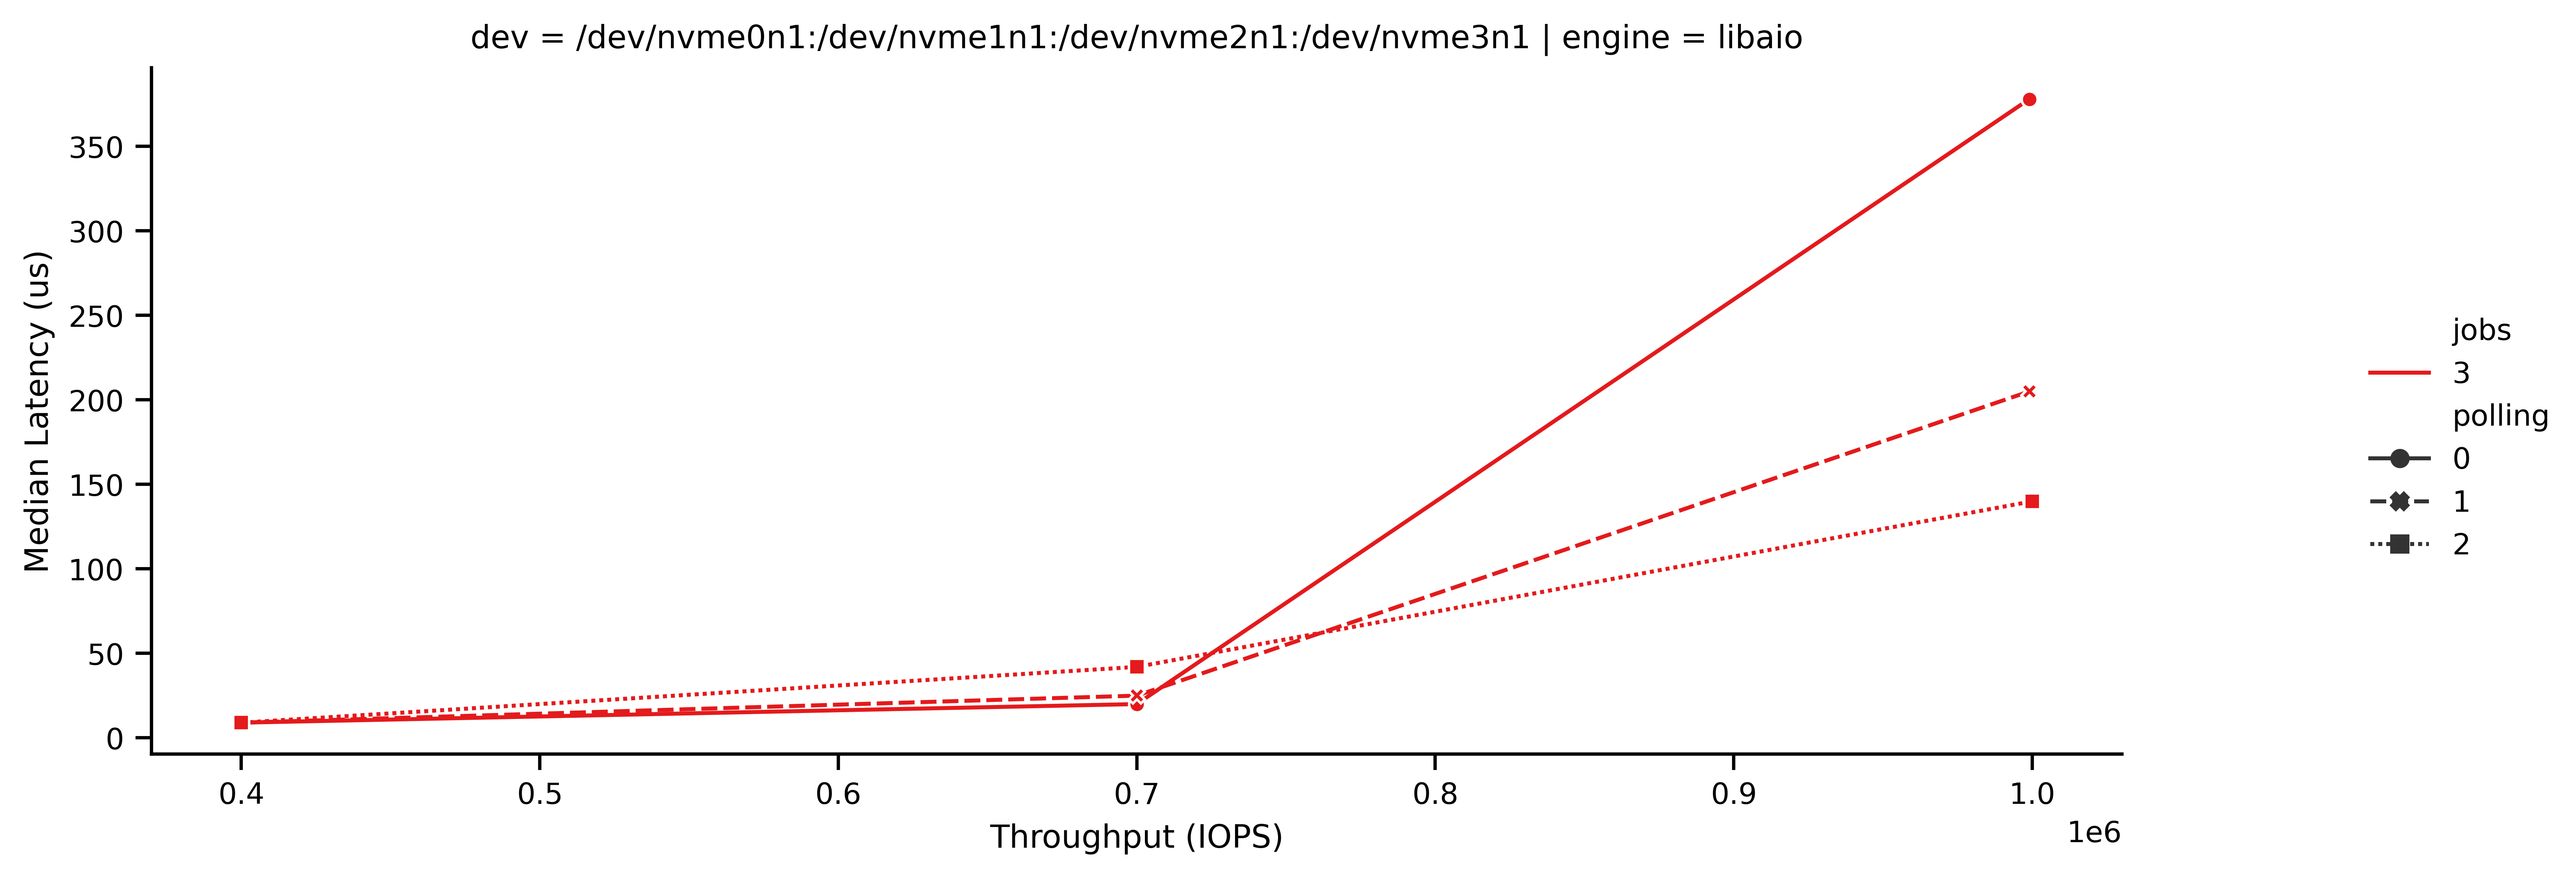 dev = /dev/nvme0n1:/dev/nvme1n1:/dev/nvme2n1:/dev/nvme3n1 | engine = libaio
Median Latency (us)
350
300
250
200
150
100
50
0
0.4 0.5 0.6 0.7 0.8 0.9 1.0
1e6
Throughput (IOPS)
jobs
3
polling
0
1
2